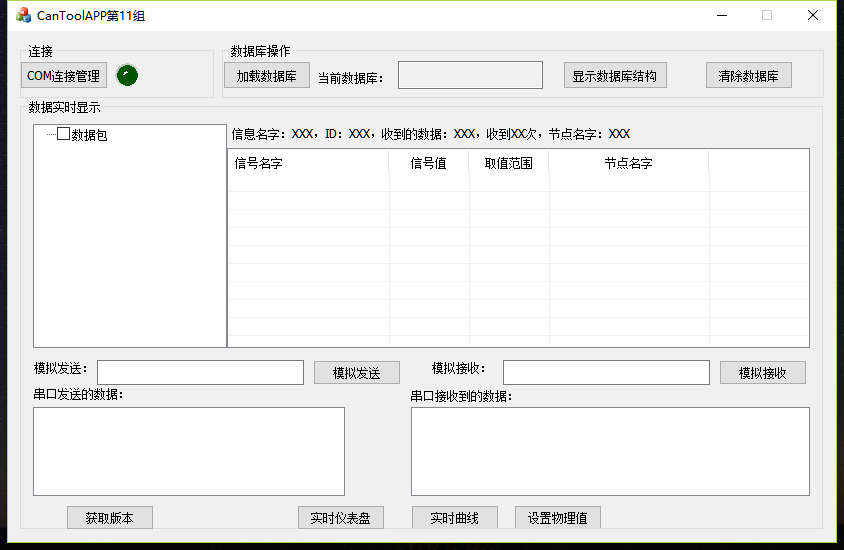 CanToolAPP第11组
连接
数据库操作
COM连接管理
加载数据库
当前数据库：
显示数据库结构
清除数据库
数据实时显示
数据包
信息名字：XXX，ID：XXX，收到的数据：XXX，收到XX次，节点名字：XXX
信号名字 信号值 取值范围 节点名字
模拟发送：
模拟发送
模拟接收：
模拟接收
串口发送的数据：
串口接收到的数据：
获取版本
实时仪表盘
实时曲线
设置物理值